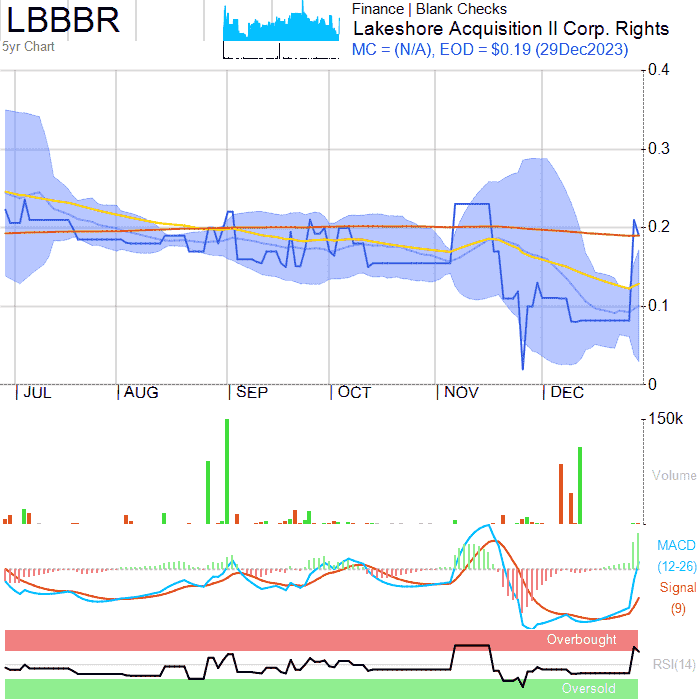 LBBBR
5yr Chart
Finance | Blank Checks
Lakeshore Acquisition II Corp. Rights
MC = (N/A), EOD = $0.19 (29Dec2023)
0.4
0.3
0.2
0.1
0
JUL AUG SEP OCT NOV DEC
150k
Volume
MACD
(12-26)
Signal
(9)
Overbought
RSI(14)
Oversold